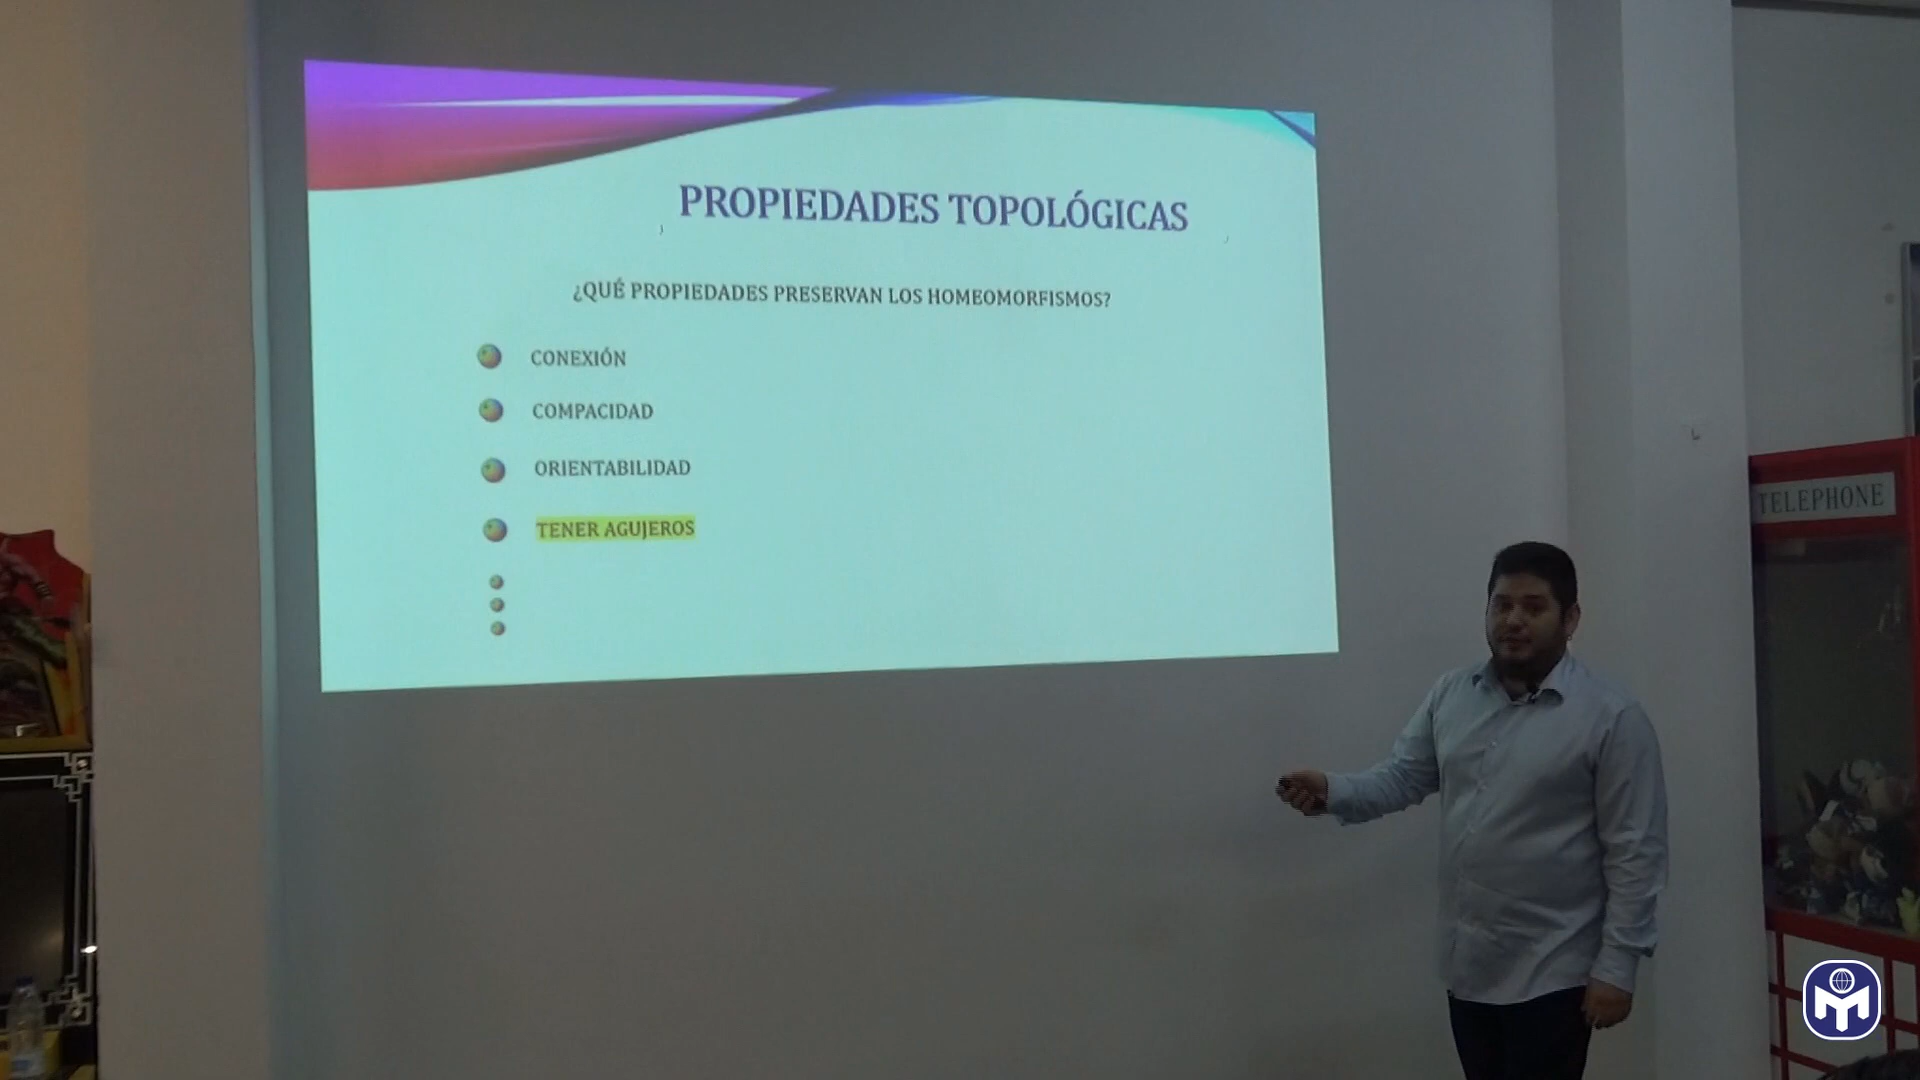 PROPIEDADES TOPOLÓGICAS
¿QUÉ PROPIEDADES PRESERVAN LOS HOMEOMORFISMOS?
CONEXIÓN
COMPACIDAD
ORIENTABILIDAD
TENER AGUJEROS
TELEPHONE